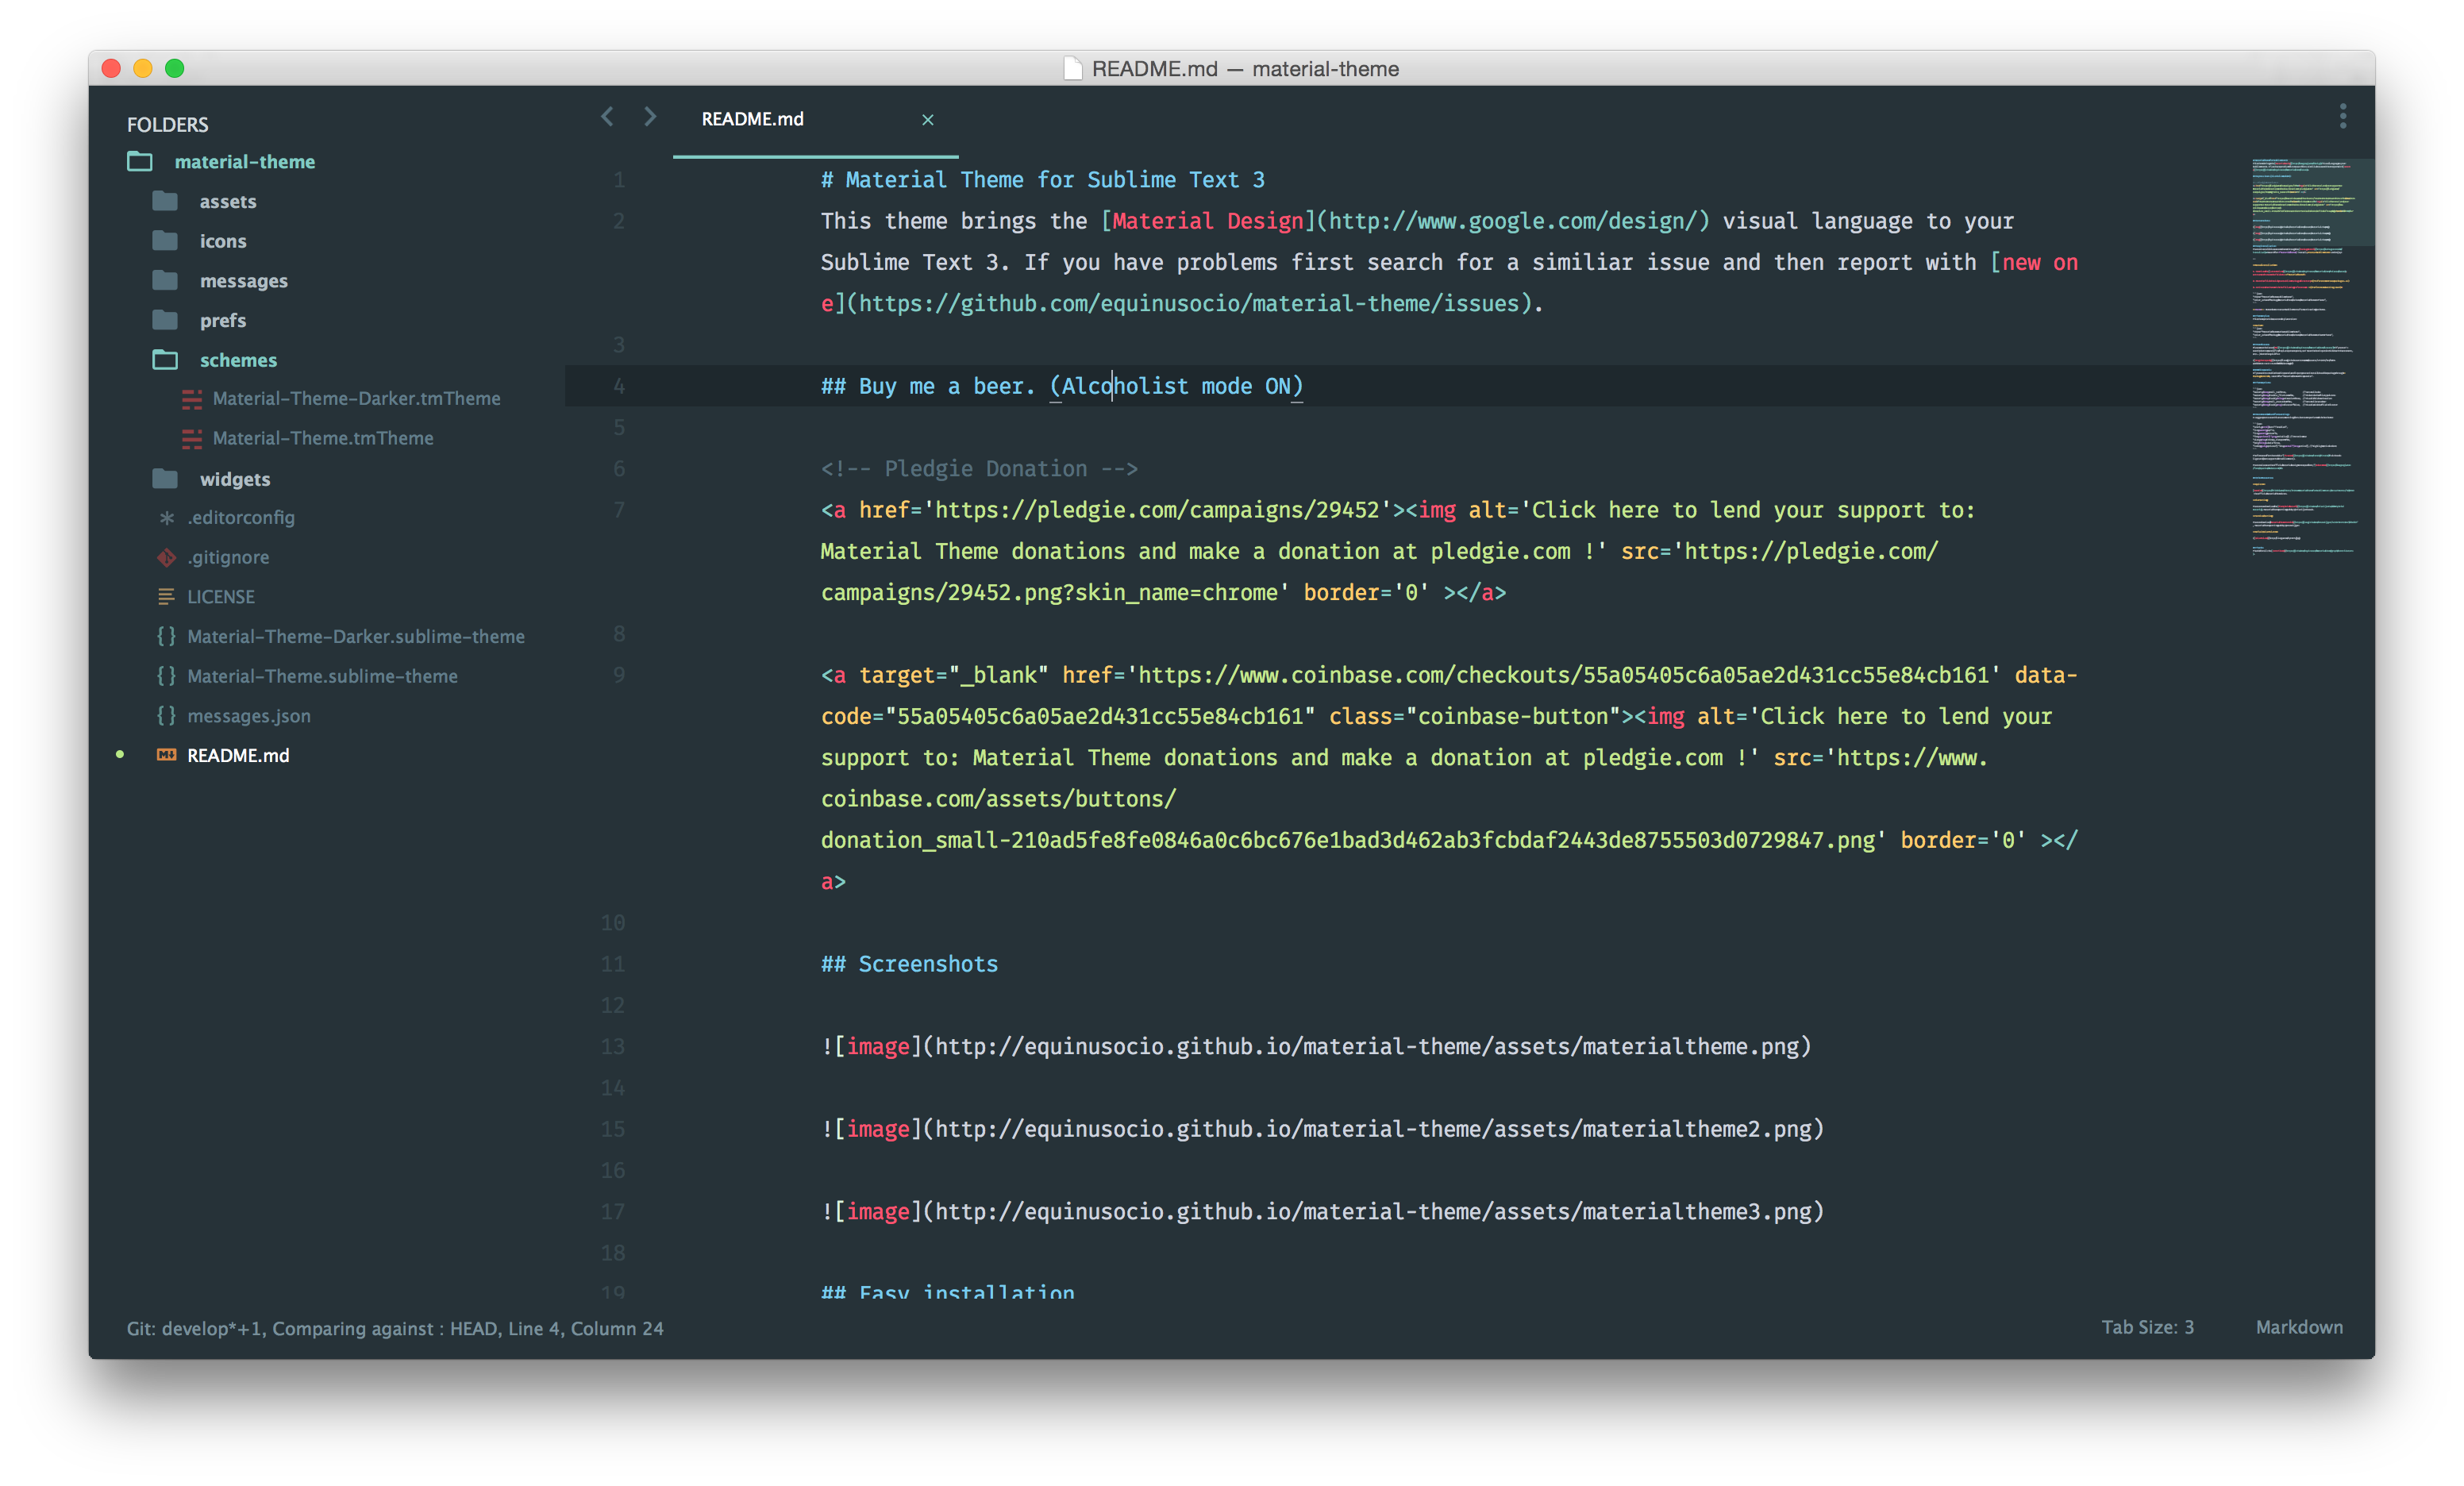 README.md — material-theme
FOLDERS
material-theme
assets
icons
messages
prefs
schemes
Material-Theme-Darker.tmTheme
Material-Theme.tmTheme
widgets
.editorconfig
.gitignore
LICENSE
{} Material-Theme-Darker.sublime-theme
{} Material-Theme.sublime-theme
{} messages.json
README.md
README.md ×
1 # Material Theme for Sublime Text 3
2 This theme brings the [Material Design](http://www.google.com/design/) visual language to your
Sublime Text 3. If you have problems first search for a similiar issue and then report with [new on
e](https://github.com/equinusocio/material-theme/issues).
3
4 ## Buy me a beer. (Alcoholist mode ON)
5
6 <!-- Pledgie Donation -->
7 <a href='https://pledgie.com/campaigns/29452'><img alt='Click here to lend your support to:
Material Theme donations and make a donation at pledgie.com !' src='https://pledgie.com/
campaigns/29452.png?skin_name=chrome' border='0' ></a>
8
9 <a target="_blank" href='https://www.coinbase.com/checkouts/55a05405c6a05ae2d431cc55e84cb161' data-
code="55a05405c6a05ae2d431cc55e84cb161" class="coinbase-button"><img alt='Click here to lend your
support to: Material Theme donations and make a donation at pledgie.com !' src='https://www.
coinbase.com/assets/buttons/
donation_small-210ad5fe8fe0846a0c6bc676e1bad3d462ab3fcbdaf2443de8755503d0729847.png' border='0' ></
a>
10
11 ## Screenshots
12
13 ![image](http://equinusocio.github.io/material-theme/assets/materialtheme.png)
14
15 ![image](http://equinusocio.github.io/material-theme/assets/materialtheme2.png)
16
17 ![image](http://equinusocio.github.io/material-theme/assets/materialtheme3.png)
18
19 ## Easy installation
Git: develop*+1, Comparing against : HEAD, Line 4, Column 24
Tab Size: 3
Markdown